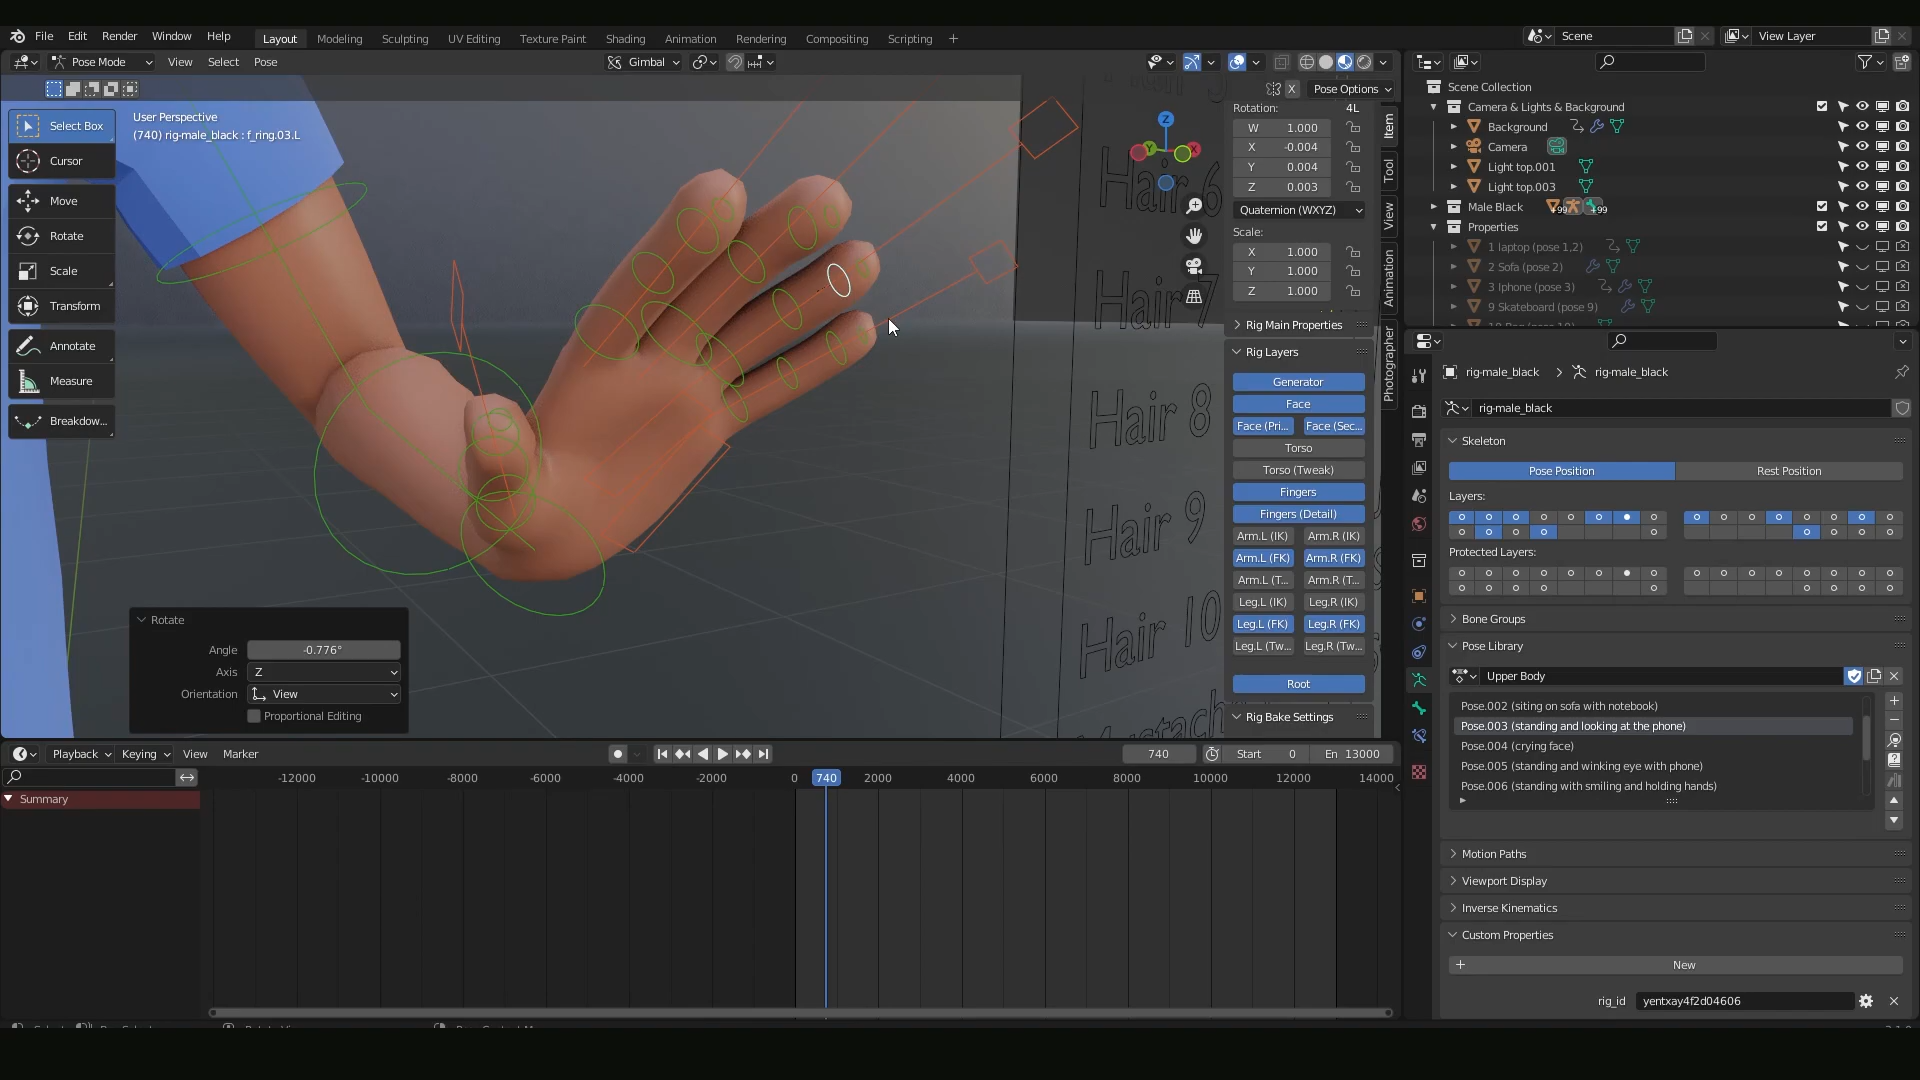 File Edit Render Window Help Layout Modeling Sculpting UV Editing Texture Paint Shading Animation Rendering Compositing Scripting + Scene View Layer
Pose Mode View Select Pose Gimbal
X Pose Options
Select Box
Cursor
Move
Rotate
Scale
Transform
Annotate
Measure
Breakdow...
User Perspective
(740) rig-male_black : f_ring.03.L
Hair 6
Hair 7
Hair 8
Hair 9
Hair 10
Z
Y
X
Rotation: 4L
W 1.000
X -0.004
Y 0.004
Z 0.003
Quaternion (WXYZ)
Scale:
X 1.000
Y 1.000
Z 1.000
Rig Main Properties
Rig Layers
Generator
Face
Face (Pri... Face (Sec...
Torso
Torso (Tweak)
Fingers
Fingers (Detail)
Arm.L (IK) Arm.R (IK)
Arm.L (FK) Arm.R (FK)
Arm.L (T... Arm.R (T...
Leg.L (IK) Leg.R (IK)
Leg.L (FK) Leg.R (FK)
Leg.L (Tw... Leg.R (Tw...
Root
Rig Bake Settings
Item
Tool
View
Animation
Photographer
Rotate
Angle -0.776°
Axis Z
Orientation View
Proportional Editing
Playback Keying View Marker 740 Start 0 En 13000
-12000 -10000 -8000 -6000 -4000 -2000 0 740 2000 4000 6000 8000 10000 12000 14000
Summary
Scene Collection
Camera & Lights & Background
Background
Camera
Light top.001
Light top.003
Male Black +99 +99
Properties
1 laptop (pose 1,2)
2 Sofa (pose 2)
3 Iphone (pose 3)
9 Skateboard (pose 9)
rig-male_black > rig-male_black
rig-male_black
Skeleton
Pose Position Rest Position
Layers:
Protected Layers:
Bone Groups
Pose Library
Upper Body
Pose.002 (siting on sofa with notebook)
Pose.003 (standing and looking at the phone)
Pose.004 (crying face)
Pose.005 (standing and winking eye with phone)
Pose.006 (standing with smiling and holding hands)
Motion Paths
Viewport Display
Inverse Kinematics
Custom Properties
+ New
rig_id yentxay4f2d04606